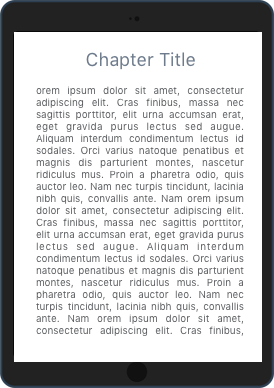 Chapter Title
orem ipsum dolor sit amet, consectetur
adipiscing elit. Cras finibus, massa nec
sagittis porttitor, elit urna accumsan erat,
eget gravida purus lectus sed augue.
Aliquam interdum condimentum lectus id
sodales. Orci varius natoque penatibus et
magnis dis parturient montes, nascetur
ridiculus mus. Proin a pharetra odio, quis
auctor leo. Nam nec turpis tincidunt, lacinia
nibh quis, convallis ante. Nam orem ipsum
dolor sit amet, consectetur adipiscing elit.
Cras finibus, massa nec sagittis porttitor,
elit urna accumsan erat, eget gravida purus
lectus sed augue. Aliquam interdum
condimentum lectus id sodales. Orci varius
natoque penatibus et magnis dis parturient
montes, nascetur ridiculus mus. Proin a
pharetra odio, quis auctor leo. Nam nec
turpis tincidunt, lacinia nibh quis, convallis
ante. Nam orem ipsum dolor sit amet,
consectetur adipiscing elit. Cras finibus,